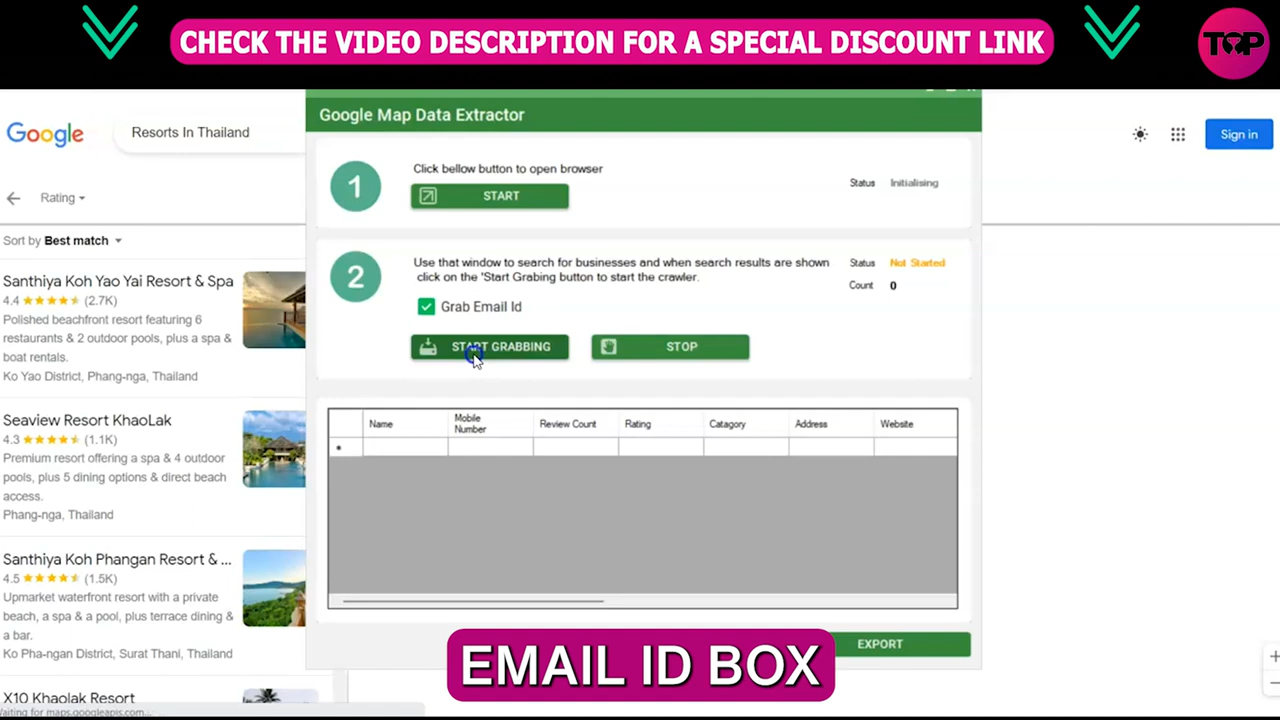 CHECK THE VIDEO DESCRIPTION FOR A SPECIAL DISCOUNT LINK
TOP
Google
Resorts In Thailand
Sign in
Rating
Sort by Best match
Santhiya Koh Yao Yai Resort & Spa
4.4 (2.7K)
Polished beachfront resort featuring 6
restaurants & 2 outdoor pools, plus a spa &
boat rentals.
Ko Yao District, Phang-nga, Thailand
Seaview Resort KhaoLak
4.3 (1.1K)
Premium resort offering a spa & 4 outdoor
pools, plus 5 dining options & direct beach
access.
Phang-nga, Thailand
Santhiya Koh Phangan Resort & ...
4.5 (1.5K)
Upmarket waterfront resort with a private
beach, a spa & a pool, plus terrace dining &
a bar.
Ko Pha-ngan District, Surat Thani, Thailand
X10 Khaolak Resort
Waiting for maps.googleapis.com...
Google Map Data Extractor
1
Click bellow button to open browser
START
Status Initialising
2
Use that window to search for businesses and when search results are shown
click on the 'Start Grabing button to start the crawler.
Status Not Started
Count 0
Grab Email Id
START GRABBING
STOP
Name Mobile Number Review Count Rating Catagory Address Website
EXPORT
EMAIL ID BOX